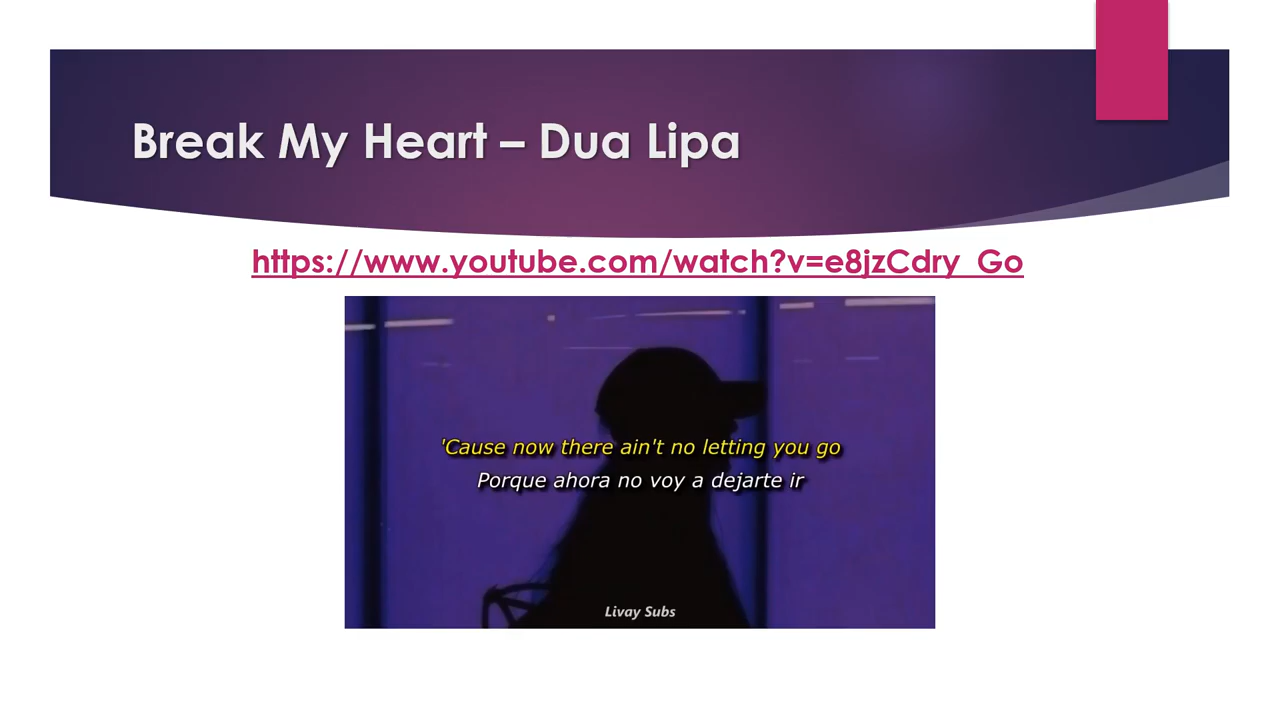 Break My Heart – Dua Lipa
https://www.youtube.com/watch?v=e8jzCdry_Go
'Cause now there ain't no letting you go
Porque ahora no voy a dejarte ir
Livay Subs